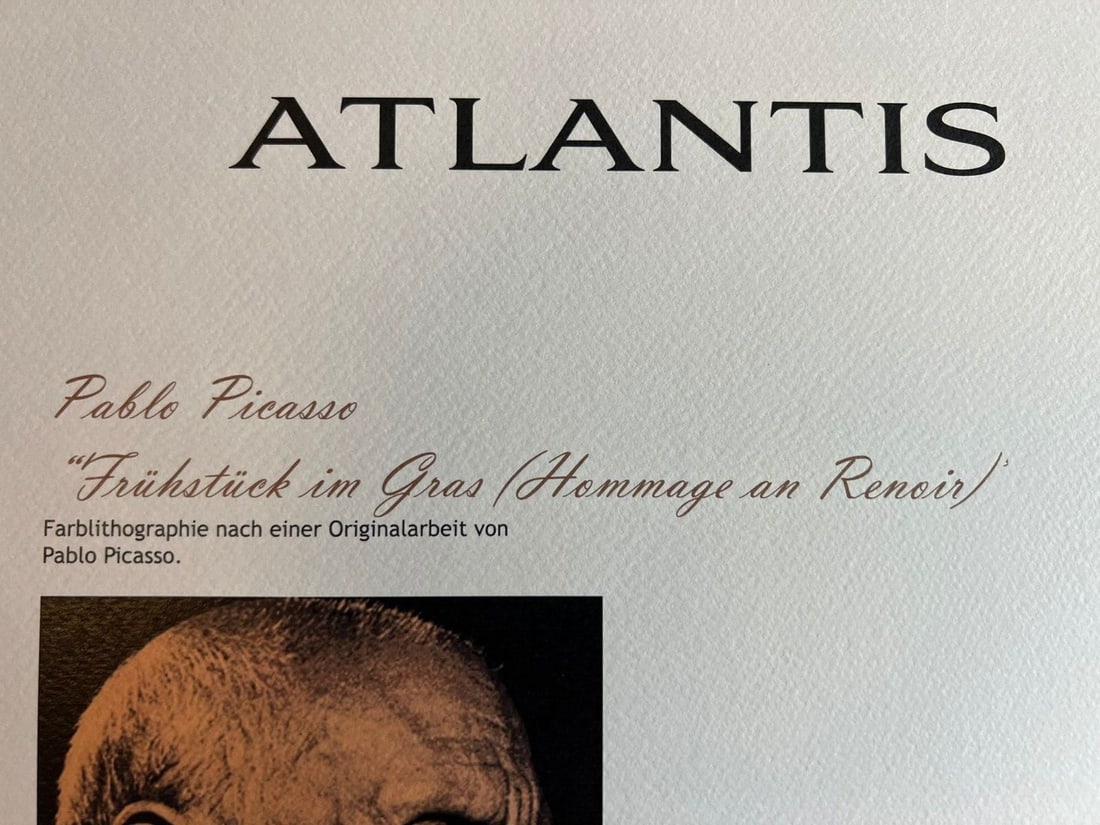 ATLANTIS
Pablo Picasso
“Frühstück im Gras (Hommage an Renoir)’
Farblithographie nach einer Originalarbeit von
Pablo Picasso.